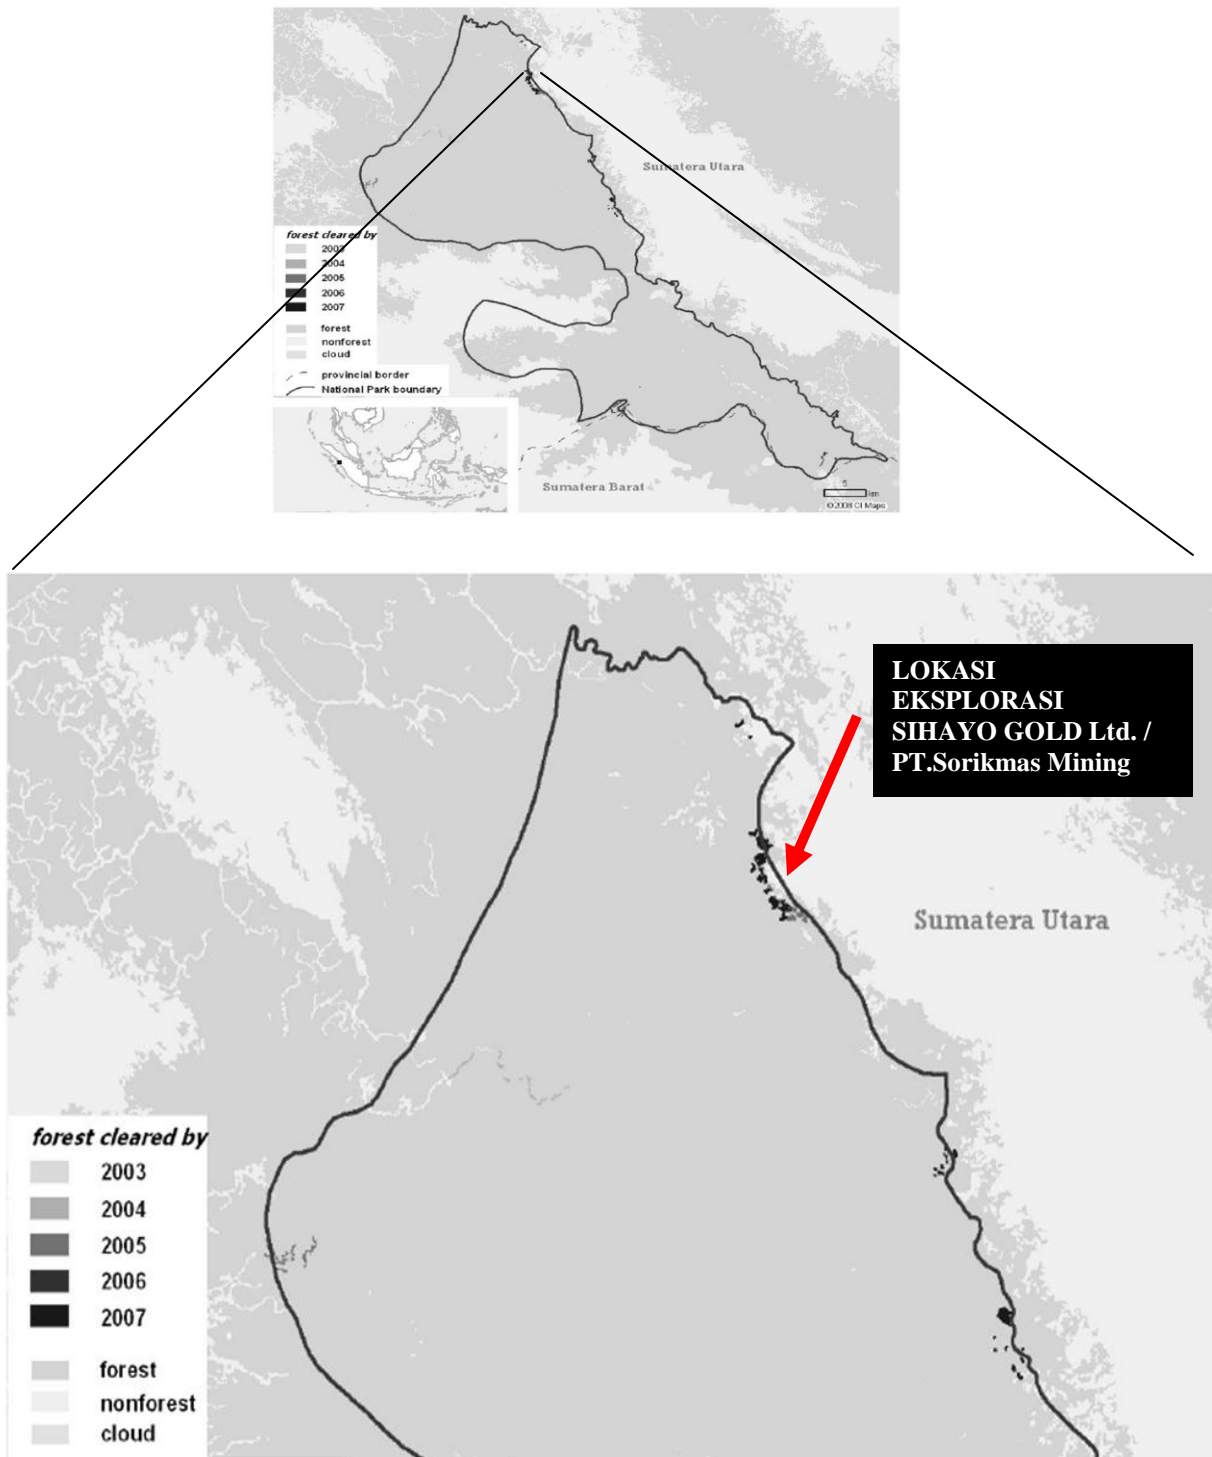 Sumatera Utara
forest cleared by
2003
2004
2005
2006
2007
forest
nonforest
cloud
provincial border
National Park boundary
Sumatera Barat
5
km
©2008 CI Maps
LOKASI
EKSPLORASI
SIHAYO GOLD Ltd. /
PT.Sorikmas Mining
Sumatera Utara
forest cleared by
2003
2004
2005
2006
2007
forest
nonforest
cloud